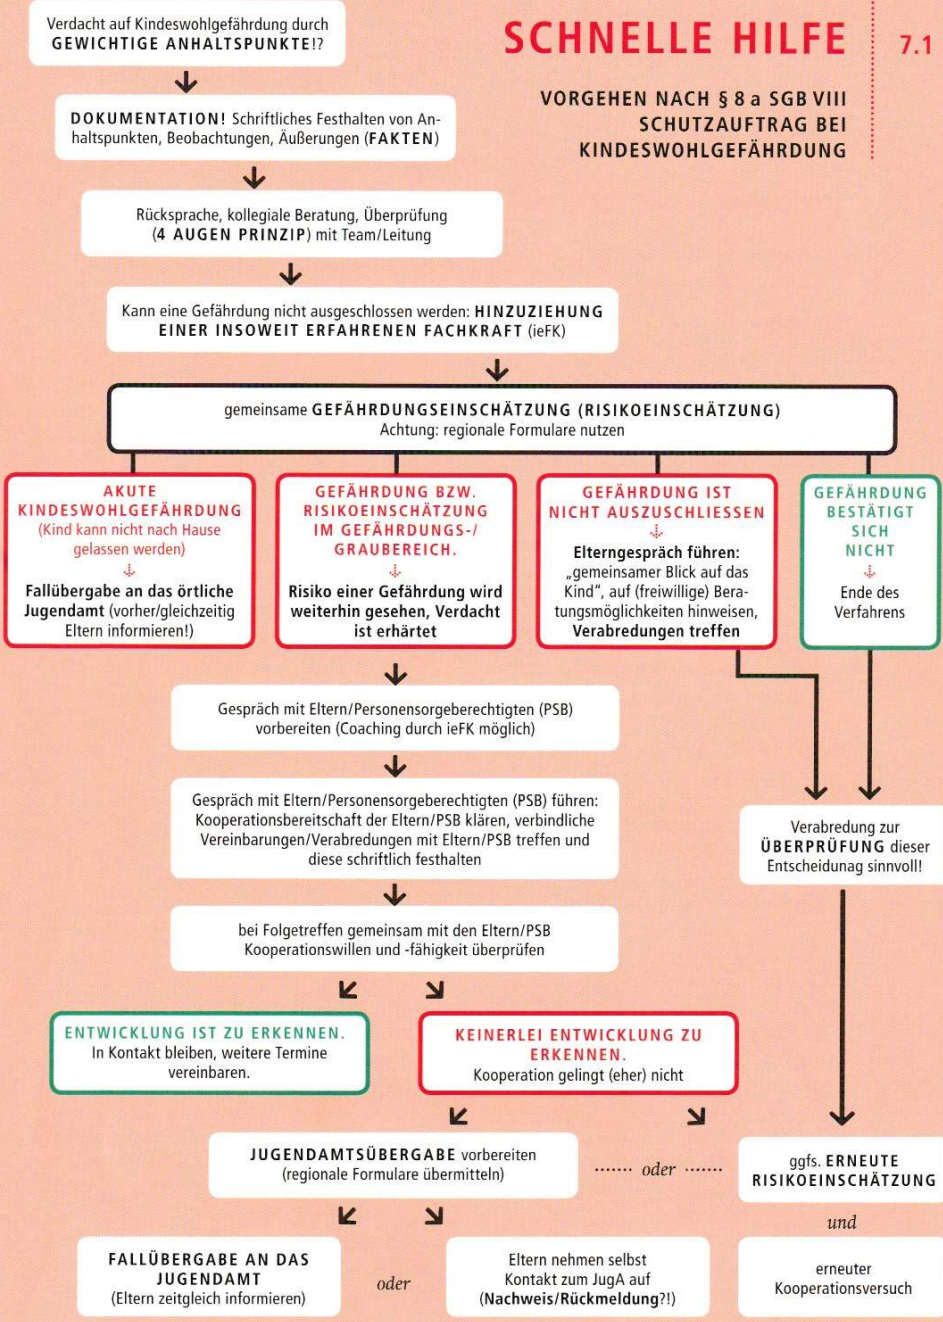 SCHNELLE HILFE
7.1
VORGEHEN NACH § 8 a SGB VIII
SCHUTZAUFTRAG BEI
KINDESWOHLGEFÄHRDUNG
Verdacht auf Kindeswohlgefährdung durch
GEWICHTIGE ANHALTSPUNKTE!?
DOKUMENTATION! Schriftliches Festhalten von An-
haltspunkten, Beobachtungen, Äußerungen (FAKTEN)
Rücksprache, kollegiale Beratung, Überprüfung
(4 AUGEN PRINZIP) mit Team/Leitung
Kann eine Gefährdung nicht ausgeschlossen werden: HINZUZIEHUNG
EINER INSOWEIT ERFAHRENEN FACHKRAFT (ieFK)
gemeinsame GEFÄHRDUNGSEINSCHÄTZUNG (RISIKOEINSCHÄTZUNG)
Achtung: regionale Formulare nutzen
AKUTE
KINDESWOHLGEFÄHRDUNG
(Kind kann nicht nach Hause
gelassen werden)
Fallübergabe an das örtliche
Jugendamt (vorher/gleichzeitig
Eltern informieren!)
GEFÄHRDUNG BZW.
RISIKOEINSCHÄTZUNG
IM GEFÄHRDUNGS-/
GRAUBEREICH.
Risiko einer Gefährdung wird
weiterhin gesehen, Verdacht
ist erhärtet
GEFÄHRDUNG IST
NICHT AUSZUSCHLIESSEN
Elterngespräch führen:
„gemeinsamer Blick auf das
Kind“, auf (freiwillige) Bera-
tungsmöglichkeiten hinweisen,
Verabredungen treffen
GEFÄHRDUNG
BESTÄTIGT
SICH
NICHT
Ende des
Verfahrens
Gespräch mit Eltern/Personensorgeberechtigten (PSB)
vorbereiten (Coaching durch ieFK möglich)
Gespräch mit Eltern/Personensorgeberechtigten (PSB) führen:
Kooperationsbereitschaft der Eltern/PSB klären, verbindliche
Vereinbarungen/Verabredungen mit Eltern/PSB treffen und
diese schriftlich festhalten
Verabredung zur
ÜBERPRÜFUNG dieser
Entscheidunag sinnvoll!
bei Folgetreffen gemeinsam mit den Eltern/PSB
Kooperationswillen und -fähigkeit überprüfen
ENTWICKLUNG IST ZU ERKENNEN.
In Kontakt bleiben, weitere Termine
vereinbaren.
KEINERLEI ENTWICKLUNG ZU
ERKENNEN.
Kooperation gelingt (eher) nicht
JUGENDAMTSÜBERGABE vorbereiten
(regionale Formulare übermitteln)
....... oder .......
ggfs. ERNEUTE
RISIKOEINSCHÄTZUNG
und
FALLÜBERGABE AN DAS
JUGENDAMT
(Eltern zeitgleich informieren)
oder
Eltern nehmen selbst
Kontakt zum JugA auf
(Nachweis/Rückmeldung?!)
erneuter
Kooperationsversuch